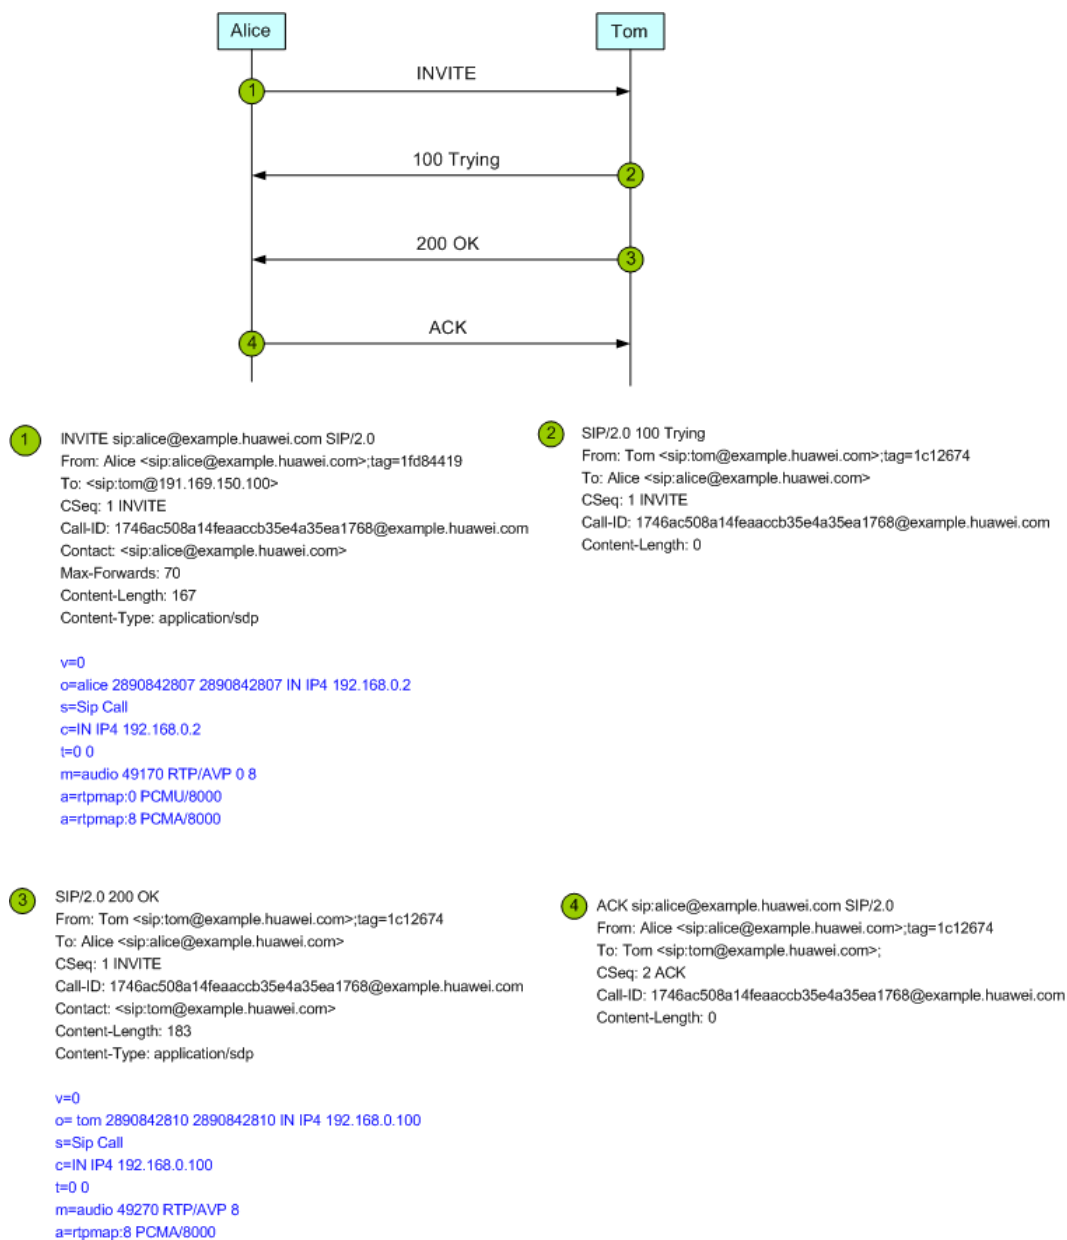 Alice
Tom
INVITE
1
100 Trying
2
200 OK
3
ACK
4
1
INVITE sip:alice@example.huawei.com SIP/2.0
From: Alice <sip:alice@example.huawei.com>;tag=1fd84419
To: <sip:tom@191.169.150.100>
CSeq: 1 INVITE
Call-ID: 1746ac508a14feaaccb35e4a35ea1768@example.huawei.com
Contact: <sip:alice@example.huawei.com>
Max-Forwards: 70
Content-Length: 167
Content-Type: application/sdp
v=0
o=alice 2890842807 2890842807 IN IP4 192.168.0.2
s=Sip Call
c=IN IP4 192.168.0.2
t=0 0
m=audio 49170 RTP/AVP 0 8
a=rtpmap:0 PCMU/8000
a=rtpmap:8 PCMA/8000
2
SIP/2.0 100 Trying
From: Tom <sip:tom@example.huawei.com>;tag=1c12674
To: Alice <sip:alice@example.huawei.com>
CSeq: 1 INVITE
Call-ID: 1746ac508a14feaaccb35e4a35ea1768@example.huawei.com
Content-Length: 0
3
SIP/2.0 200 OK
From: Tom <sip:tom@example.huawei.com>;tag=1c12674
To: Alice <sip:alice@example.huawei.com>
CSeq: 1 INVITE
Call-ID: 1746ac508a14feaaccb35e4a35ea1768@example.huawei.com
Contact: <sip:tom@example.huawei.com>
Content-Length: 183
Content-Type: application/sdp
v=0
o= tom 2890842810 2890842810 IN IP4 192.168.0.100
s=Sip Call
c=IN IP4 192.168.0.100
t=0 0
m=audio 49270 RTP/AVP 8
a=rtpmap:8 PCMA/8000
4
ACK sip:alice@example.huawei.com SIP/2.0
From: Alice <sip:alice@example.huawei.com>;tag=1c12674
To: Tom <sip:tom@example.huawei.com>;
CSeq: 2 ACK
Call-ID: 1746ac508a14feaaccb35e4a35ea1768@example.huawei.com
Content-Length: 0